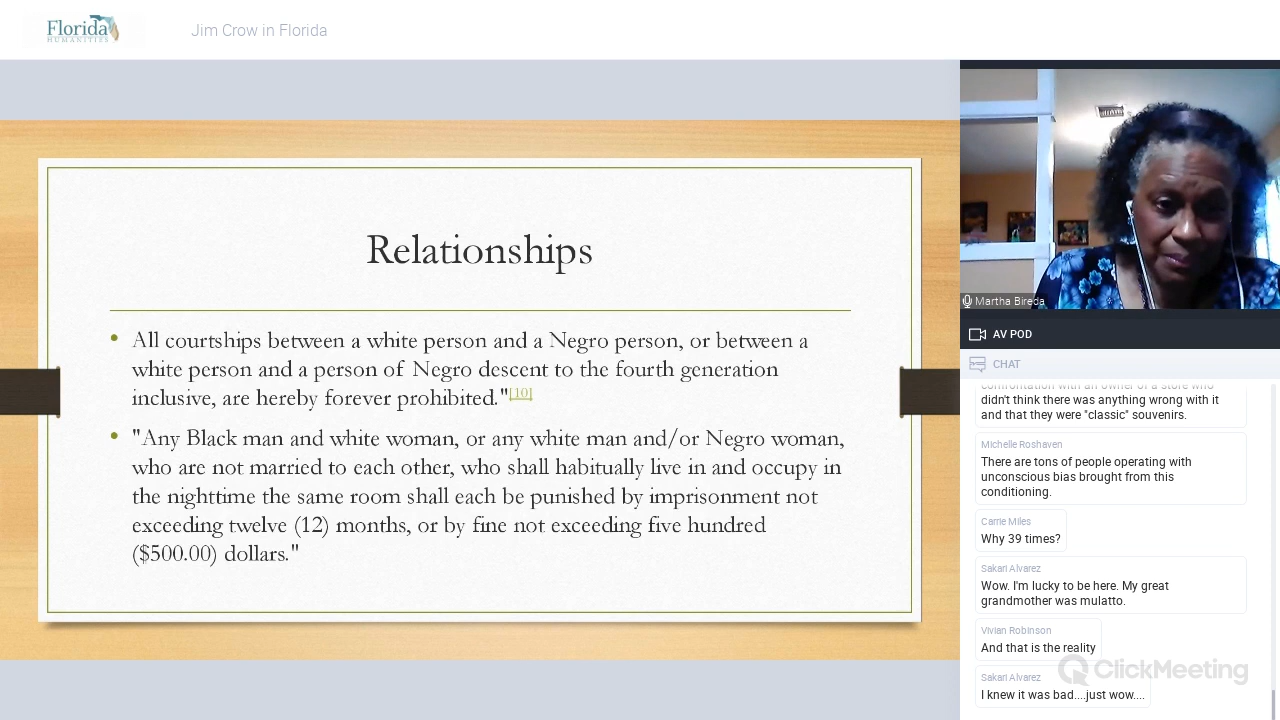 Florida
HUMANITIES
Jim Crow in Florida
Relationships
• All courtships between a white person and a Negro person, or between a
white person and a person of Negro descent to the fourth generation
inclusive, are hereby forever prohibited."[10]
• "Any Black man and white woman, or any white man and/or Negro woman,
who are not married to each other, who shall habitually live in and occupy in
the nighttime the same room shall each be punished by imprisonment not
exceeding twelve (12) months, or by fine not exceeding five hundred
($500.00) dollars."
Martha Bireda
AV POD
CHAT
confrontation with an owner of a store who
didn't think there was anything wrong with it
and that they were "classic" souvenirs.
Michelle Roshaven
There are tons of people operating with
unconscious bias brought from this
conditioning.
Carrie Miles
Why 39 times?
Sakari Alvarez
Wow. I'm lucky to be here. My great
grandmother was mulatto.
Vivian Robinson
And that is the reality
ClickMeeting
Sakari Alvarez
I knew it was bad....just wow....